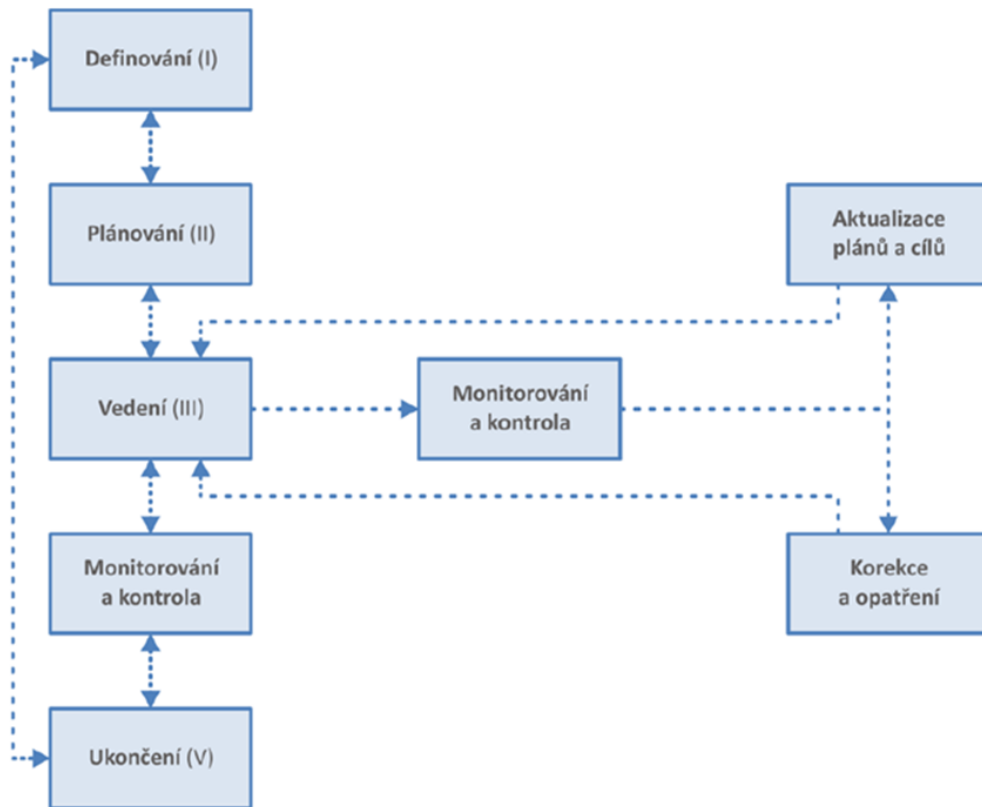 Definování (I)
Plánování (II)
Aktualizace
plánů a cílů
Vedení (III)
Monitorování
a kontrola
Monitorování
a kontrola
Korekce
a opatření
Ukončení (V)